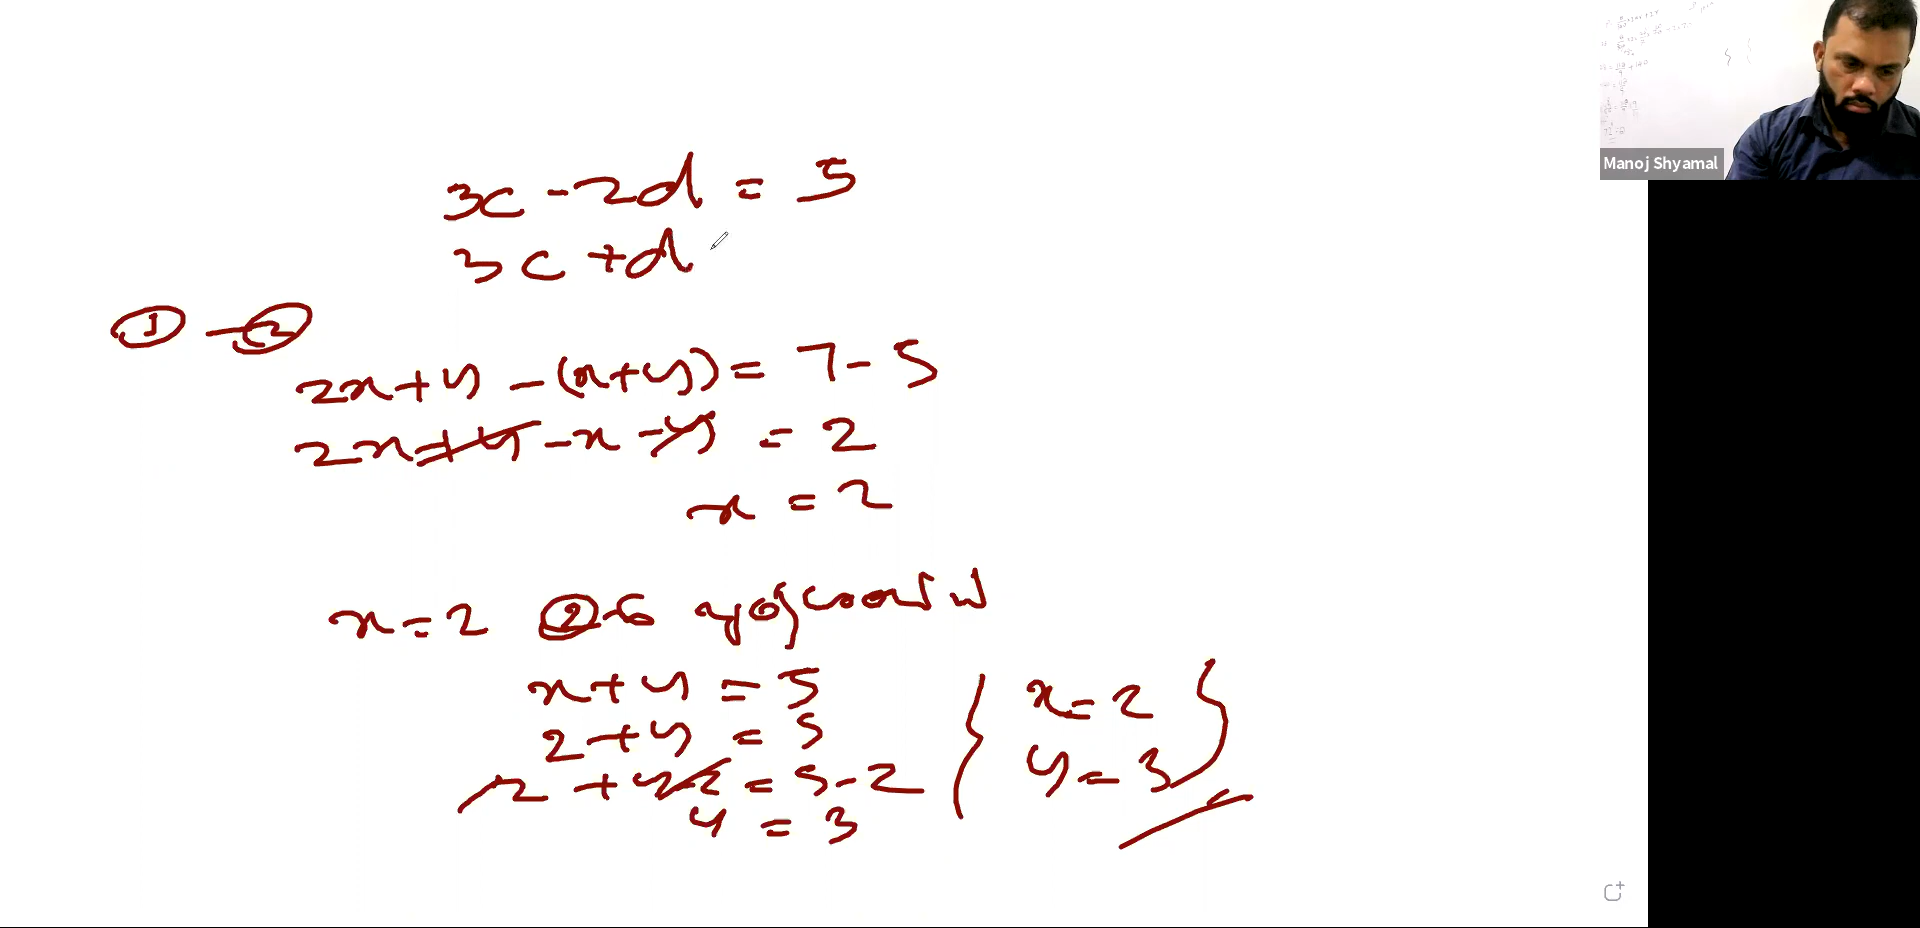 3c - 2d = 5
3c + d
① - ②
2x + y - (x + y) = 7 - 5
2x + y - x - y = 2
x = 2
x = 2 ②
x + y = 5
2 + y = 5
2 + y - 2 = 5 - 2
y = 3
x = 2
y = 3
Manoj Shyamal